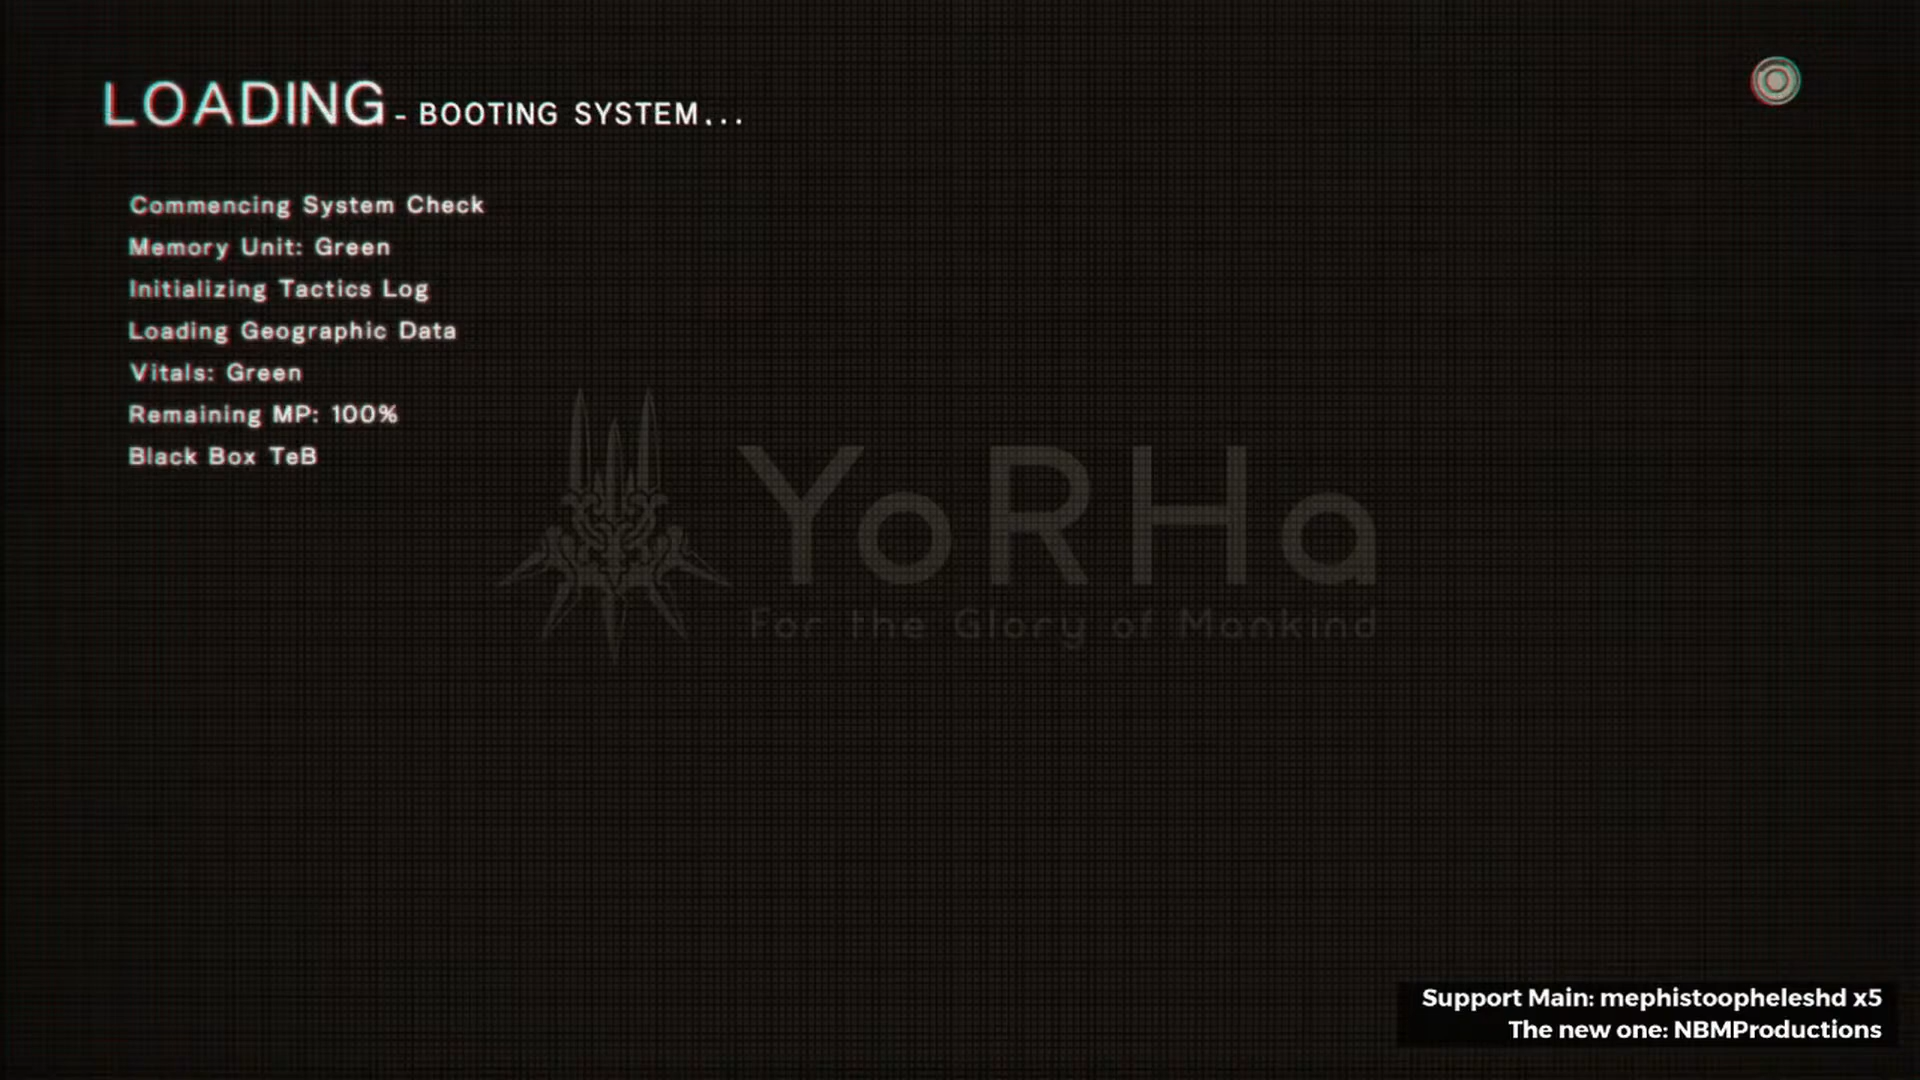 LOADING - BOOTING SYSTEM...
Commencing System Check
Memory Unit: Green
Initializing Tactics Log
Loading Geographic Data
Vitals: Green
Remaining MP: 100%
Black Box TeB
YoRHa
For the Glory of Mankind
Support Main: mephistoopheleshd x5
The new one: NBMProductions